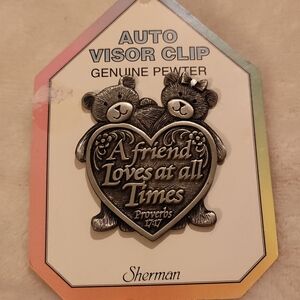 AUTO
VISOR CLIP
GENUINE PEWTER
A friend
Loves at all
Times
Proverbs
17:17
Sherman